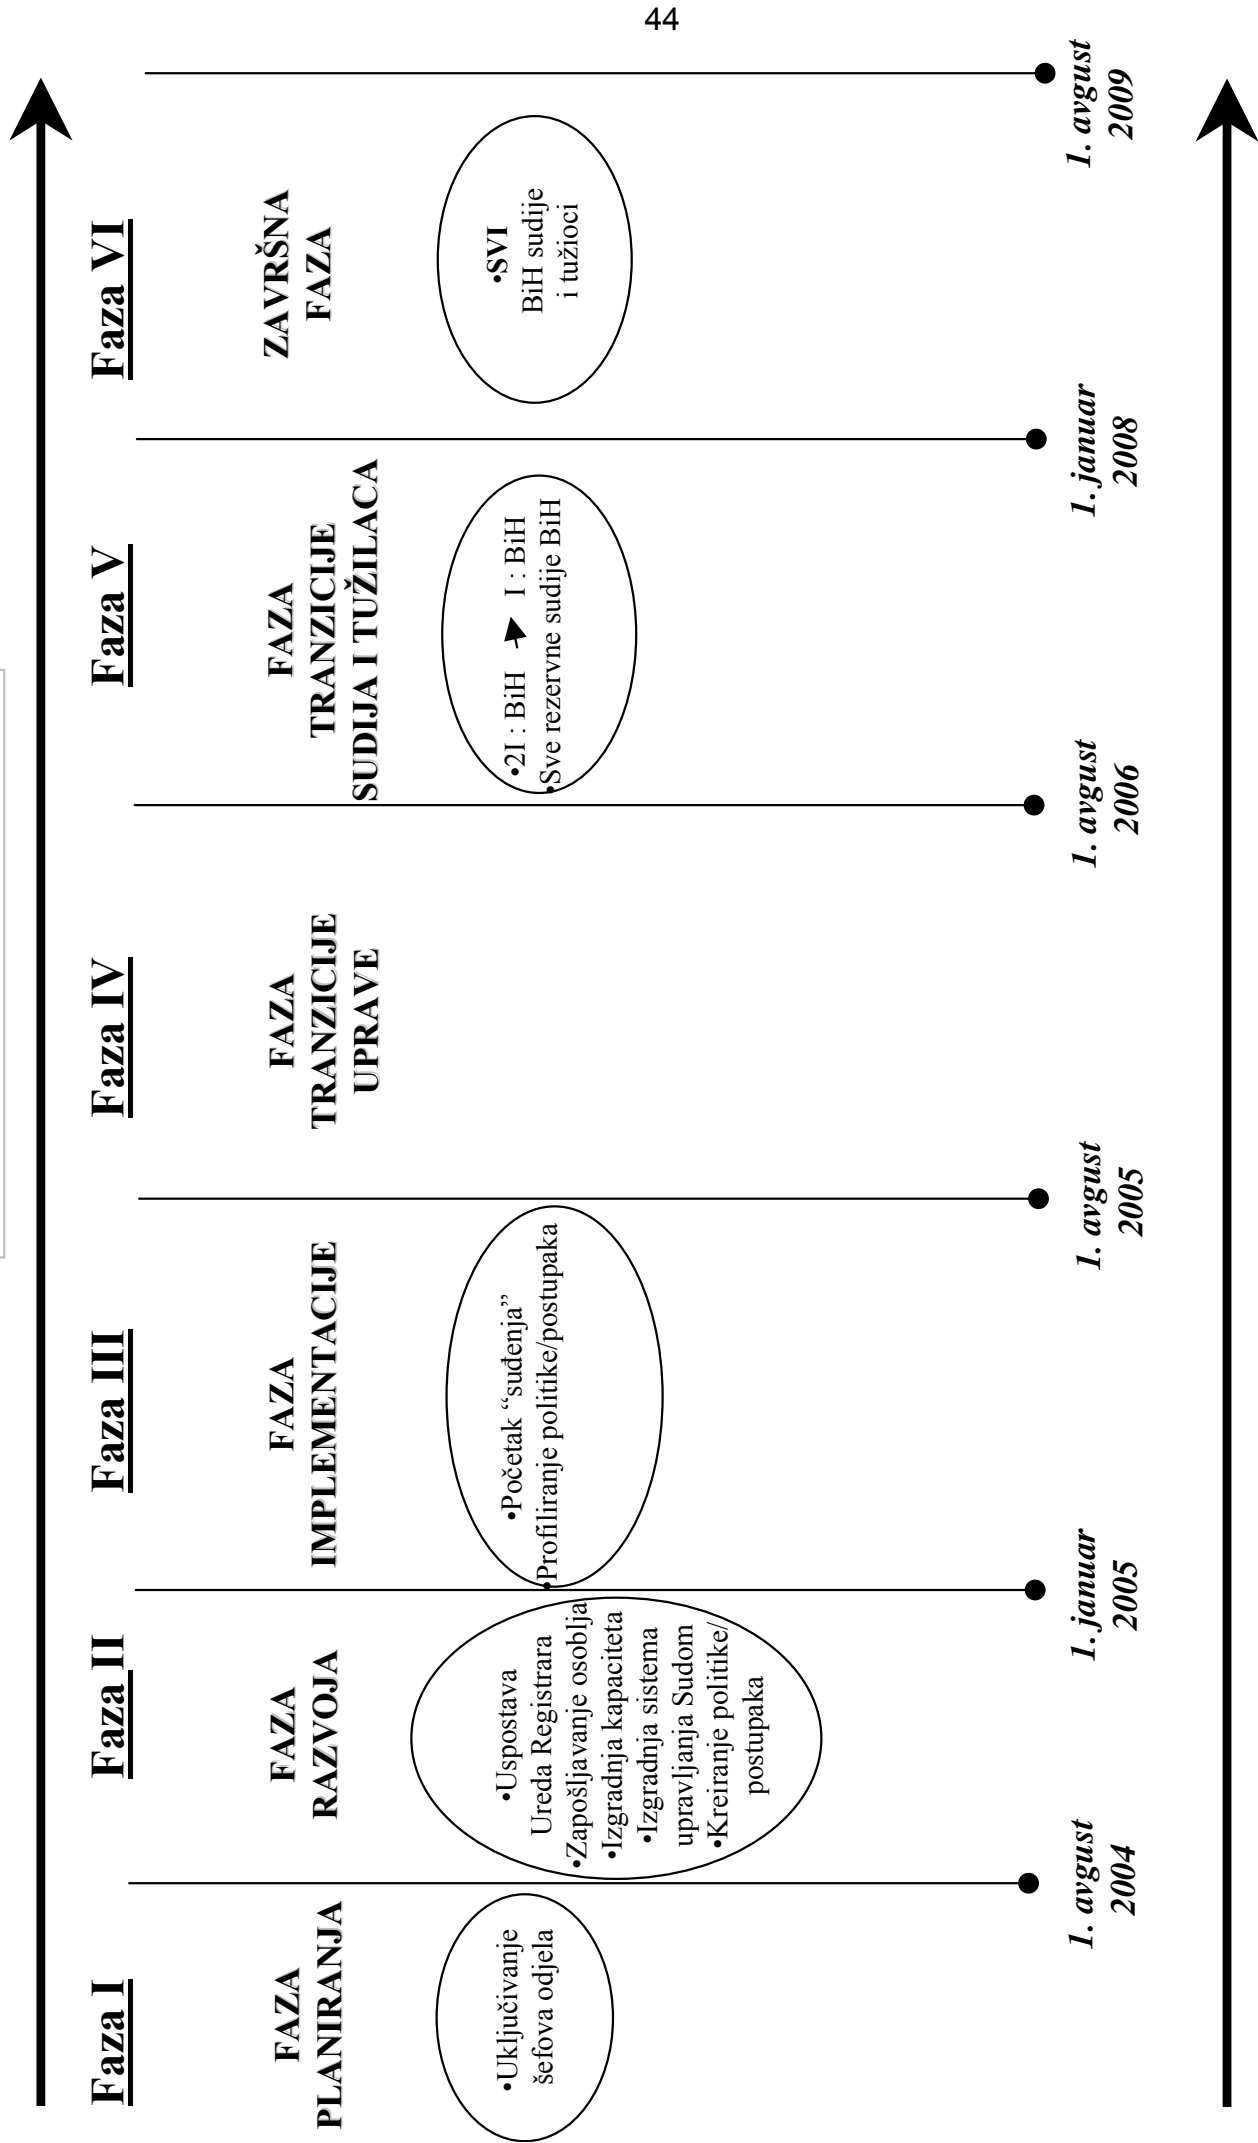 44
Faza I
FAZA
PLANIRANJA
•Uključivanje
šefova odjela
1. avgust
2004
Faza II
FAZA
RAZVOJA
•Uspostava
Ureda Registrara
•Zapošljavanje osoblja
•Izgradnja kapaciteta
•Izgradnja sistema
upravljanja Sudom
•Kreiranje politike/
postupaka
1. januar
2005
Faza III
FAZA
IMPLEMENTACIJE
•Početak “suđenja”
•Profiliranje politike/postupaka
1. avgust
2005
Faza IV
FAZA
TRANZICIJE
UPRAVE
1. avgust
2006
Faza V
FAZA
TRANZICIJE
SUDIJA I TUŽILACA
•2I : BiH I : BiH
•Sve rezervne sudije BiH
1. januar
2008
Faza VI
ZAVRŠNA
FAZA
•SVI
BiH sudije
i tužioci
1. avgust
2009